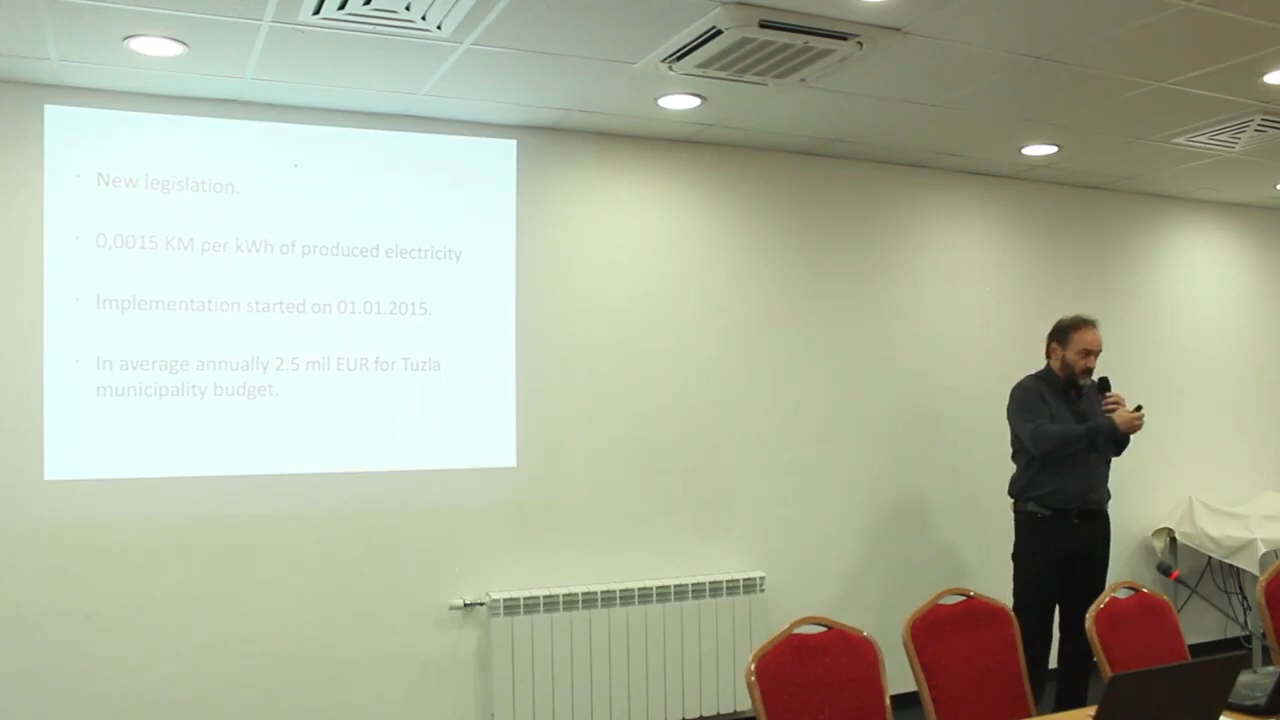 New legislation.
0,0015 KM per kWh of produced electricity
Implementation started on 01.01.2015.
In average annually 2.5 mil EUR for Tuzla
municipality budget.